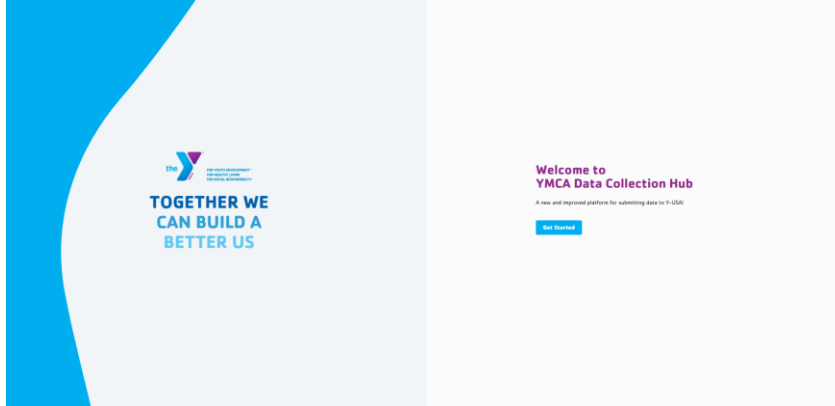 the
FOR YOUTH DEVELOPMENT®
FOR HEALTHY LIVING
FOR SOCIAL RESPONSIBILITY
TOGETHER WE
CAN BUILD A
BETTER US
Welcome to
YMCA Data Collection Hub
A new and improved platform for submitting data to Y-USA!
Get Started